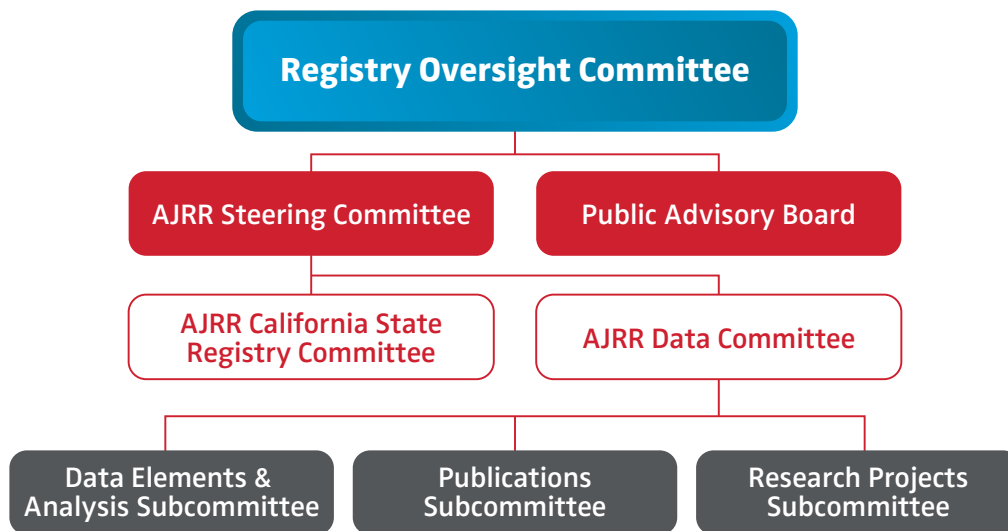 Registry Oversight Committee
AJRR Steering Committee
Public Advisory Board
AJRR California State
Registry Committee
AJRR Data Committee
Data Elements &
Analysis Subcommittee
Publications
Subcommittee
Research Projects
Subcommittee